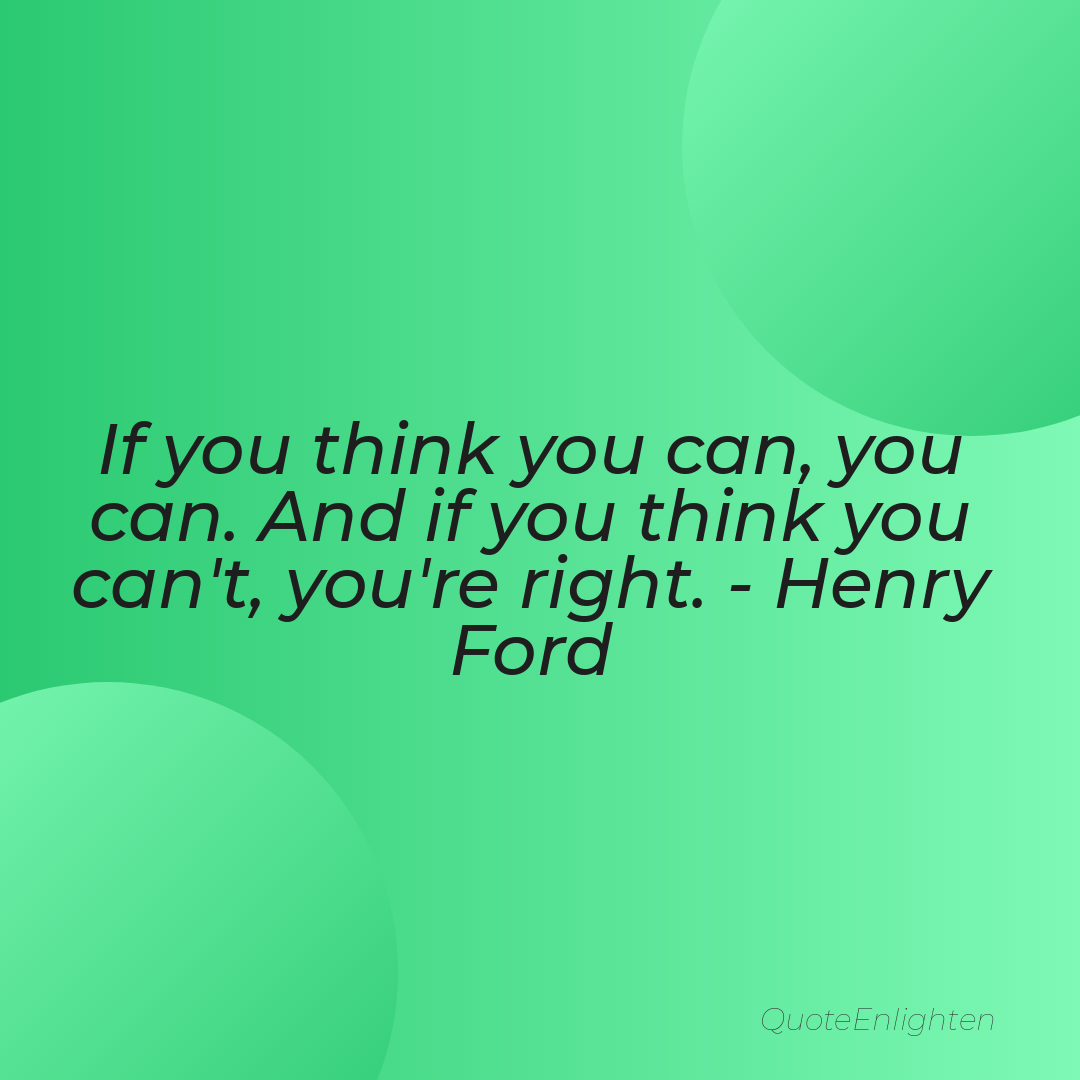 If you think you can, you
can. And if you think you
can't, you're right. - Henry
Ford
QuoteEnlighten